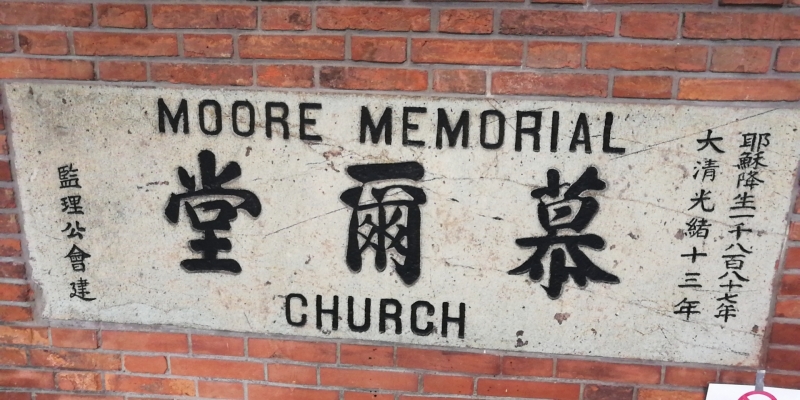 MOORE MEMORIAL
耶穌降生一千八百八十七年
大清光緒十三年
慕爾堂
監理公會建
CHURCH